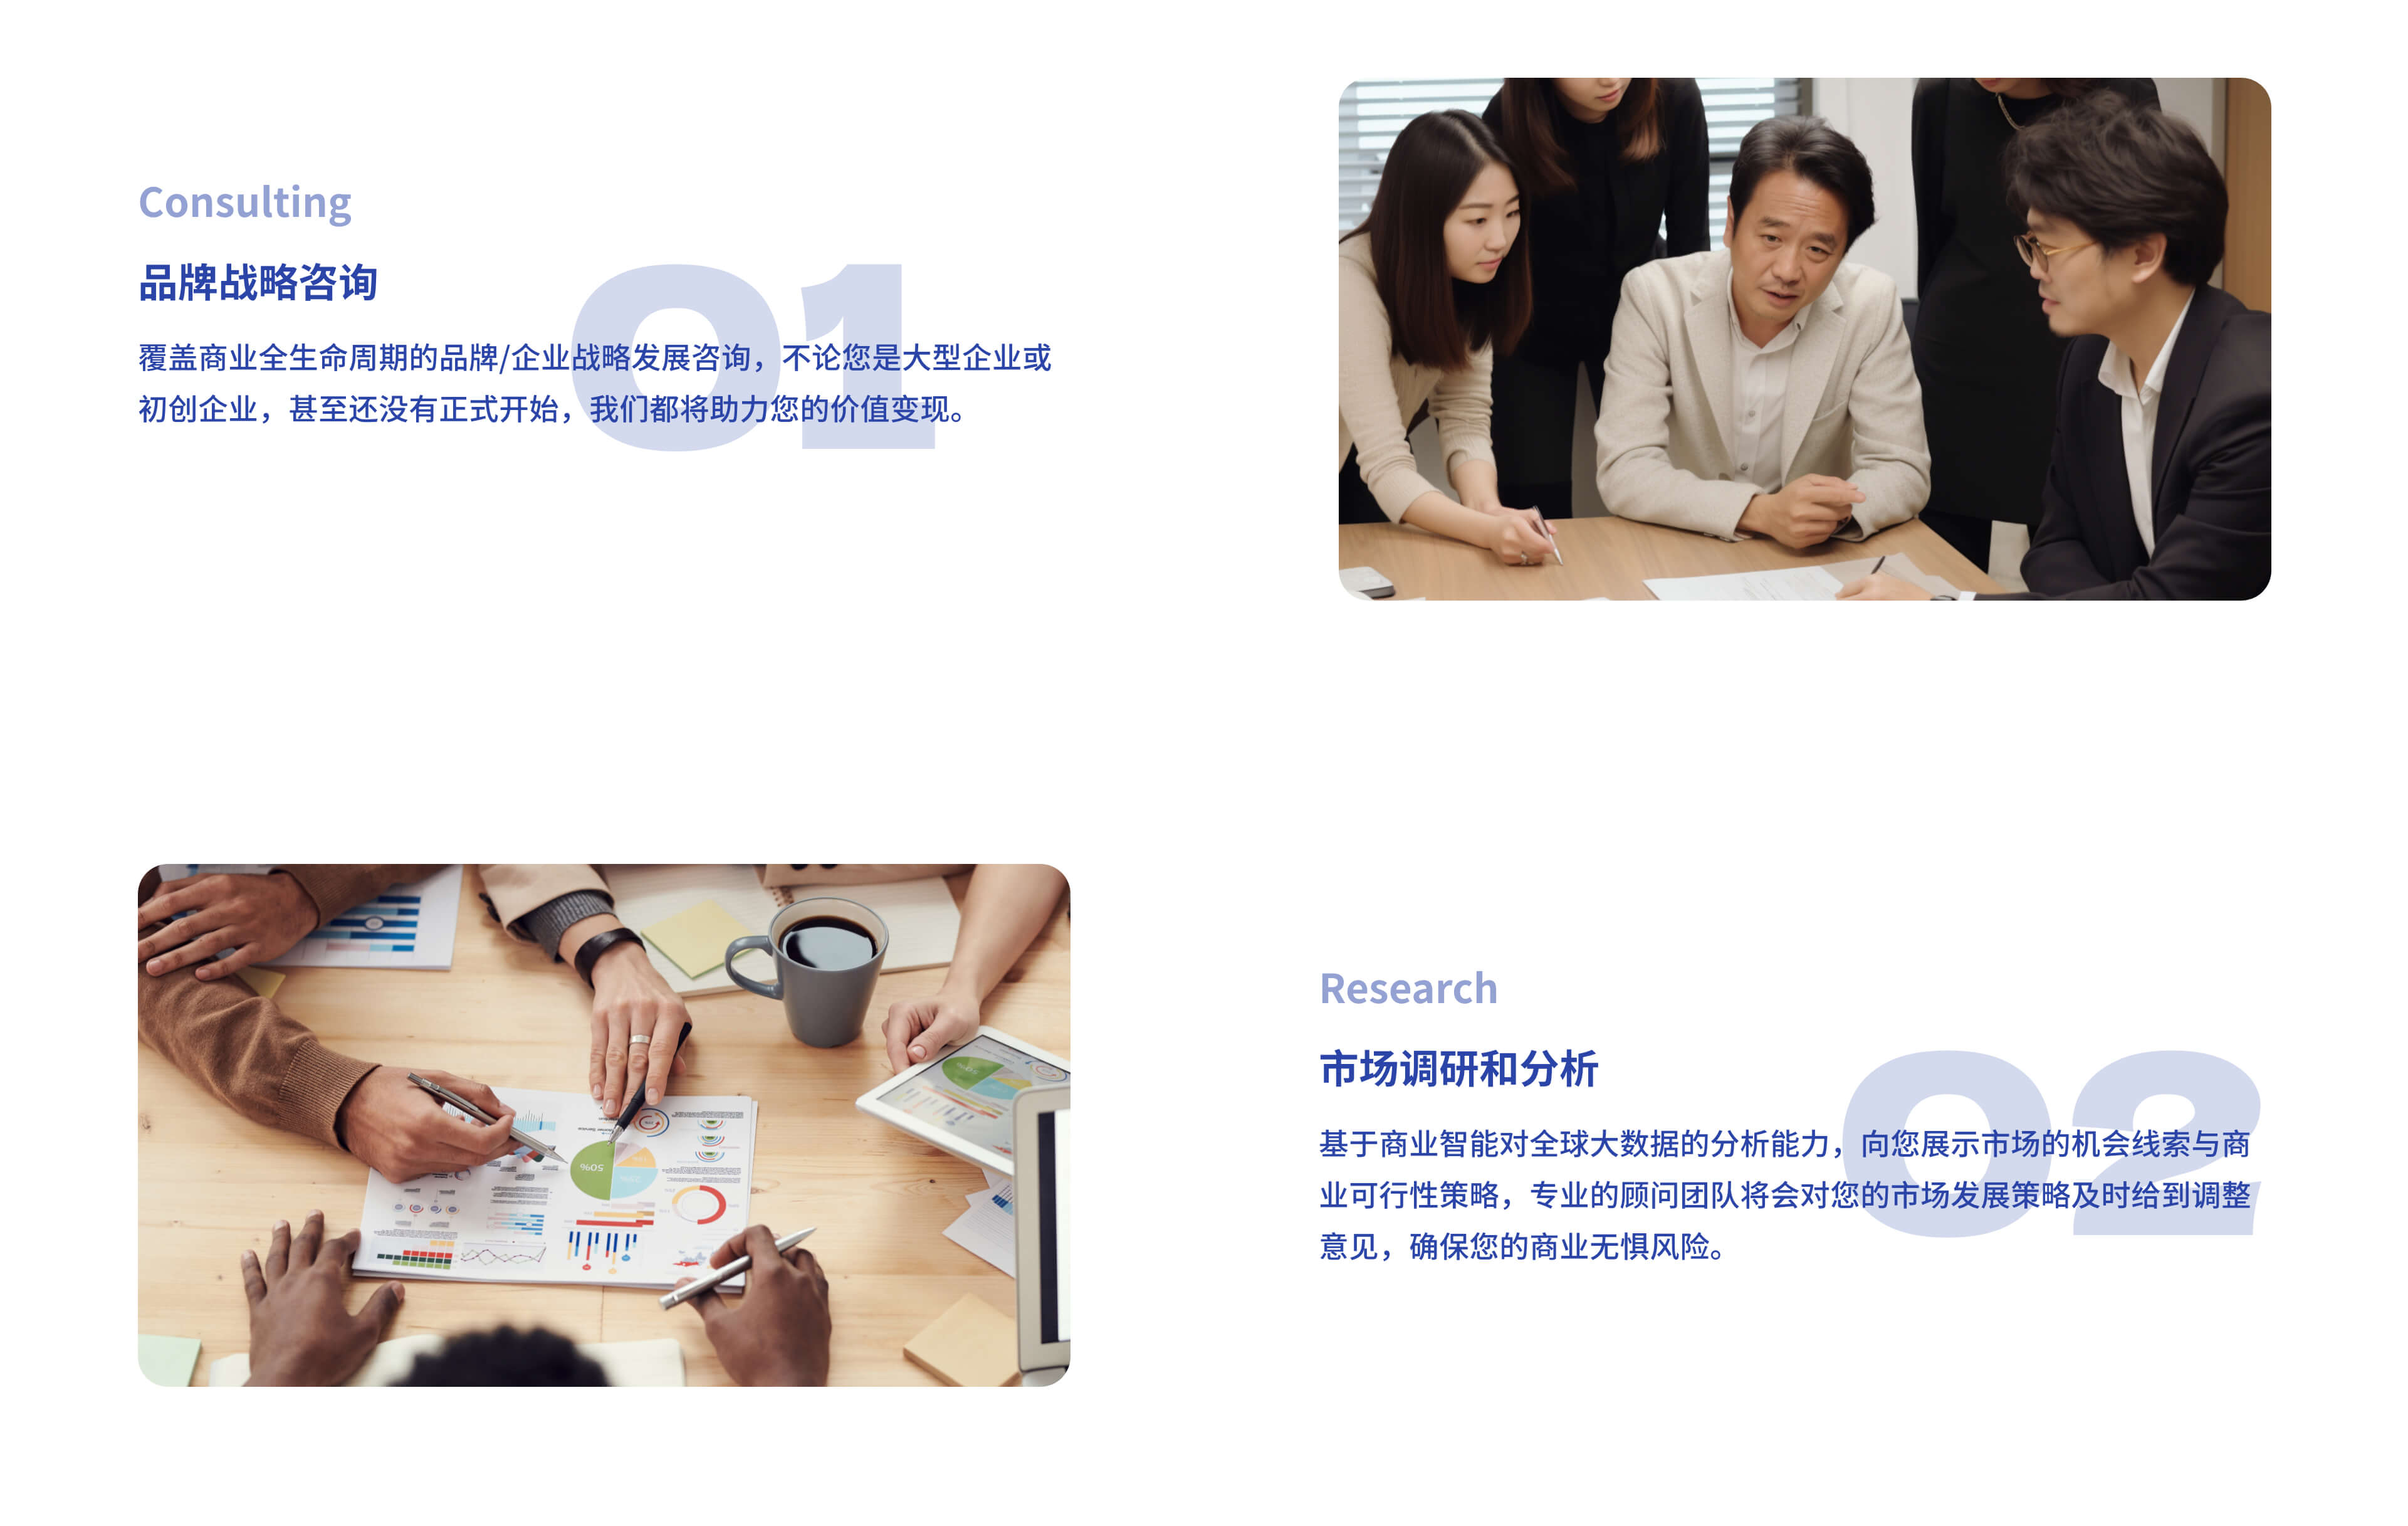 Consulting
品牌战略咨询
01
覆盖商业全生命周期的品牌/企业战略发展咨询，不论您是大型企业或
初创企业，甚至还没有正式开始，我们都将助力您的价值变现。
Research
市场调研和分析
02
基于商业智能对全球大数据的分析能力，向您展示市场的机会线索与商
业可行性策略，专业的顾问团队将会对您的市场发展策略及时给到调整
意见，确保您的商业无惧风险。
50%